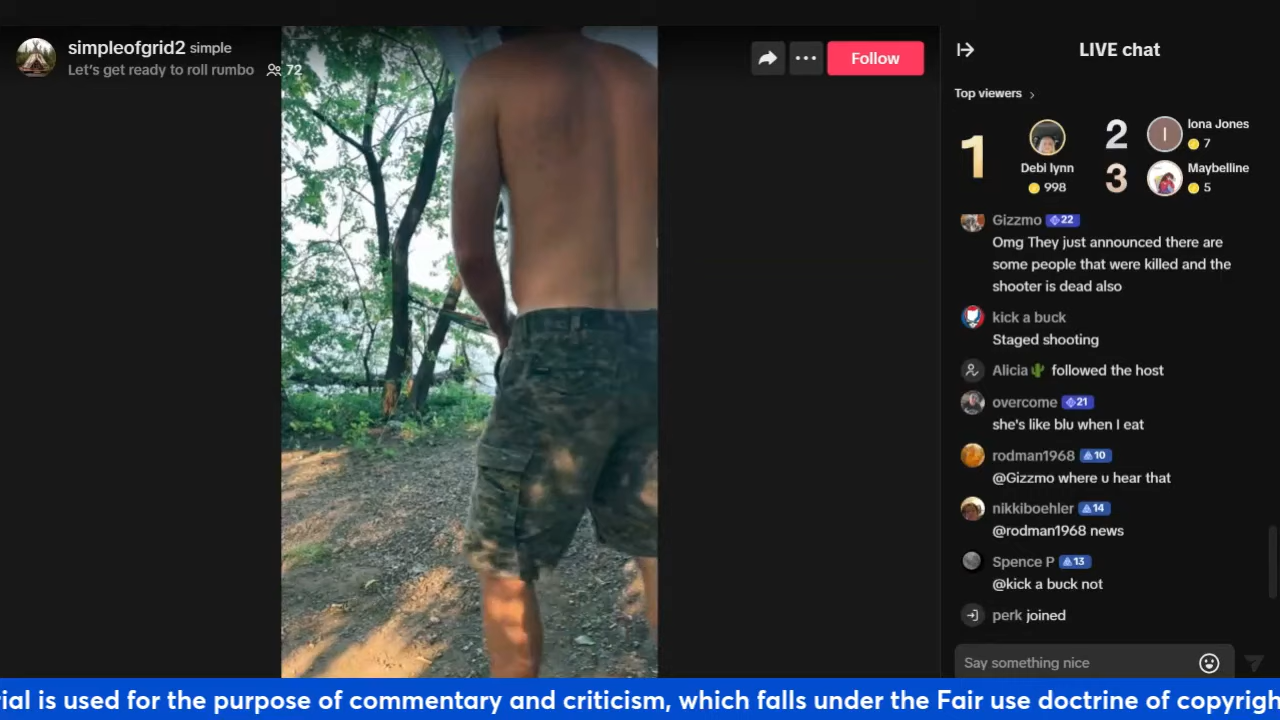 simpleofgrid2 simple
Let's get ready to roll rumbo 72
Follow
LIVE chat
Top viewers
1
Debi lynn
998
2
I
Iona Jones
7
3
Maybelline
5
Gizzmo 22
Omg They just announced there are
some people that were killed and the
shooter is dead also
kick a buck
Staged shooting
Alicia🌵 followed the host
overcome 21
she's like blu when I eat
rodman1968 10
@Gizzmo where u hear that
nikkiboehler 14
@rodman1968 news
Spence P 13
@kick a buck not
perk joined
Say something nice
rial is used for the purpose of commentary and criticism, which falls under the Fair use doctrine of copyrigh